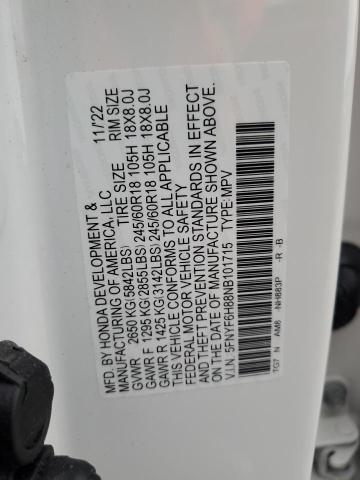 MFD. BY HONDA DEVELOPMENT & 11/'22
MANUFACTURING OF AMERICA, LLC
TIRE SIZE RIM SIZE
GVWR 2650 KG (5842LBS)
GAWR F 1295 KG (2855LBS) 245/60R18 105H 18X8.0J
GAWR R 1425 KG (3142LBS) 245/60R18 105H 18X8.0J
THIS VEHICLE CONFORMS TO ALL APPLICABLE
FEDERAL MOTOR VEHICLE SAFETY
AND THEFT PREVENTION STANDARDS IN EFFECT
ON THE DATE OF MANUFACTURE SHOWN ABOVE.
V.I.N. 5FNYF6H88NB101715 TYPE: MPV
TG7 N AM8 -NH883P -R -B